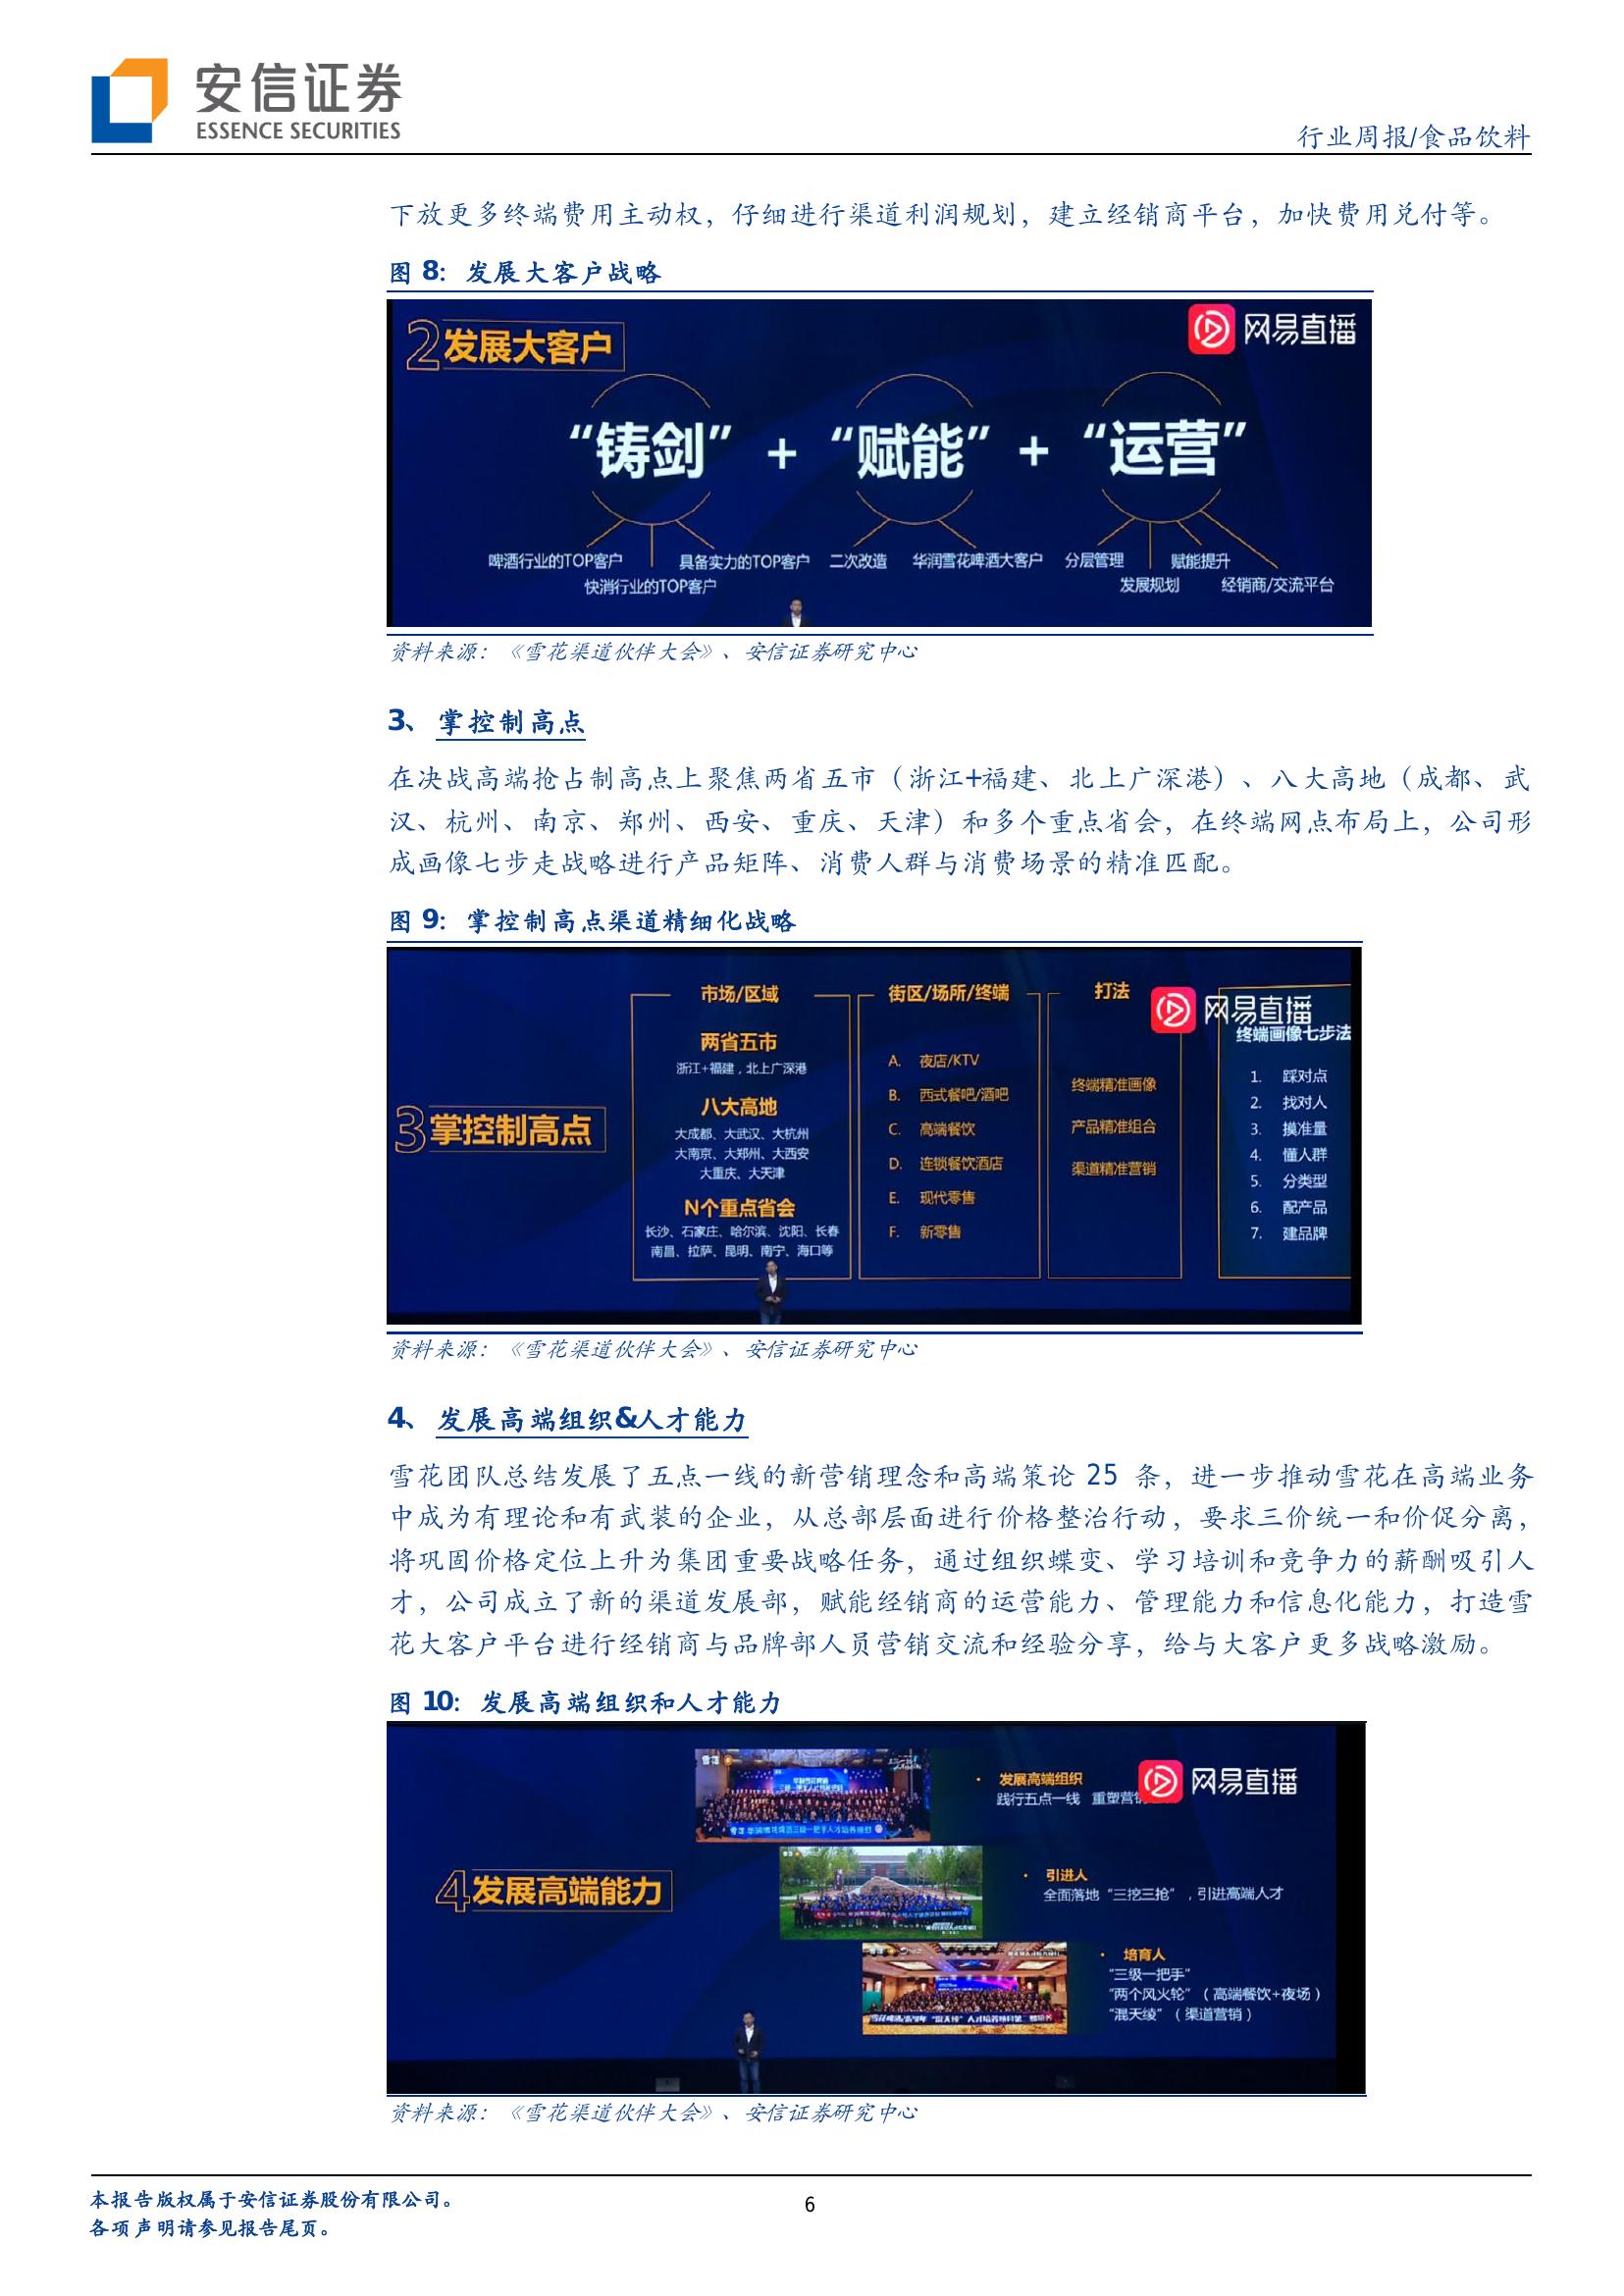 安信证券
ESSENCE SECURITIES
行业周报/食品饮料
下放更多终端费用主动权，仔细进行渠道利润规划，建立经销商平台，加快费用兑付等。
图 8：发展大客户战略
2发展大客户
网易直播
“铸剑” + “赋能” + “运营”
啤酒行业的TOP客户 具备实力的TOP客户 二次改造 华润雪花啤酒大客户 分层管理 赋能提升
快消行业的TOP客户 发展规划 经销商/交流平台
资料来源：《雪花渠道伙伴大会》、安信证券研究中心
3、掌控制高点
在决战高端抢占制高点上聚焦两省五市（浙江+福建、北上广深港）、八大高地（成都、武
汉、杭州、南京、郑州、西安、重庆、天津）和多个重点省会，在终端网点布局上，公司形
成画像七步走战略进行产品矩阵、消费人群与消费场景的精准匹配。
图 9：掌控制高点渠道精细化战略
3掌控制高点
市场/区域
两省五市
浙江+福建，北上广深港
八大高地
大成都、大武汉、大杭州
大南京、大郑州、大西安
大重庆、大天津
N个重点省会
长沙、石家庄、哈尔滨、沈阳、长春
南昌、拉萨、昆明、南宁、海口等
街区/场所/终端
A. 夜店/KTV
B. 西式餐吧/酒吧
C. 高端餐饮
D. 连锁餐饮酒店
E. 现代零售
F. 新零售
打法
终端精准画像
产品精准组合
渠道精准营销
网易直播
终端画像七步法
1. 踩对点
2. 找对人
3. 摸准量
4. 懂人群
5. 分类型
6. 配产品
7. 建品牌
资料来源：《雪花渠道伙伴大会》、安信证券研究中心
4、发展高端组织&人才能力
雪花团队总结发展了五点一线的新营销理念和高端策论 25 条，进一步推动雪花在高端业务
中成为有理论和有武装的企业，从总部层面进行价格整治行动，要求三价统一和价促分离，
将巩固价格定位上升为集团重要战略任务，通过组织蝶变、学习培训和竞争力的薪酬吸引人
才，公司成立了新的渠道发展部，赋能经销商的运营能力、管理能力和信息化能力，打造雪
花大客户平台进行经销商与品牌部人员营销交流和经验分享，给与大客户更多战略激励。
图 10：发展高端组织和人才能力
4发展高端能力
• 发展高端组织
践行五点一线 重塑营
网易直播
• 引进人
全面落地“三挖三抢”，引进高端人才
• 培育人
“三级一把手”
“两个风火轮”（高端餐饮+夜场）
“混天绫”（渠道营销）
资料来源：《雪花渠道伙伴大会》、安信证券研究中心
本报告版权属于安信证券股份有限公司。
各项声明请参见报告尾页。
6